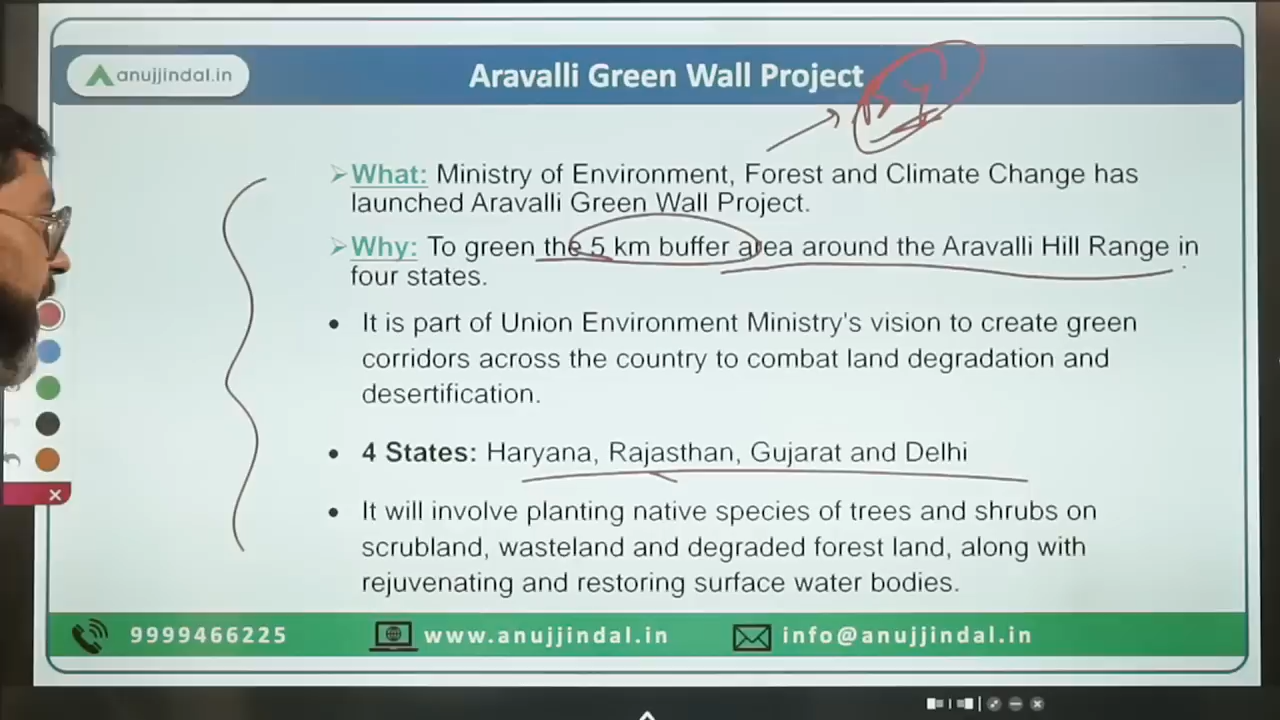 anujjindal.in
Aravalli Green Wall Project
➢What: Ministry of Environment, Forest and Climate Change has
launched Aravalli Green Wall Project.
➢Why: To green the 5 km buffer area around the Aravalli Hill Range in
four states.
• It is part of Union Environment Ministry's vision to create green
corridors across the country to combat land degradation and
desertification.
• 4 States: Haryana, Rajasthan, Gujarat and Delhi
• It will involve planting native species of trees and shrubs on
scrubland, wasteland and degraded forest land, along with
rejuvenating and restoring surface water bodies.
9999466225 www.anujjindal.in info@anujjindal.in